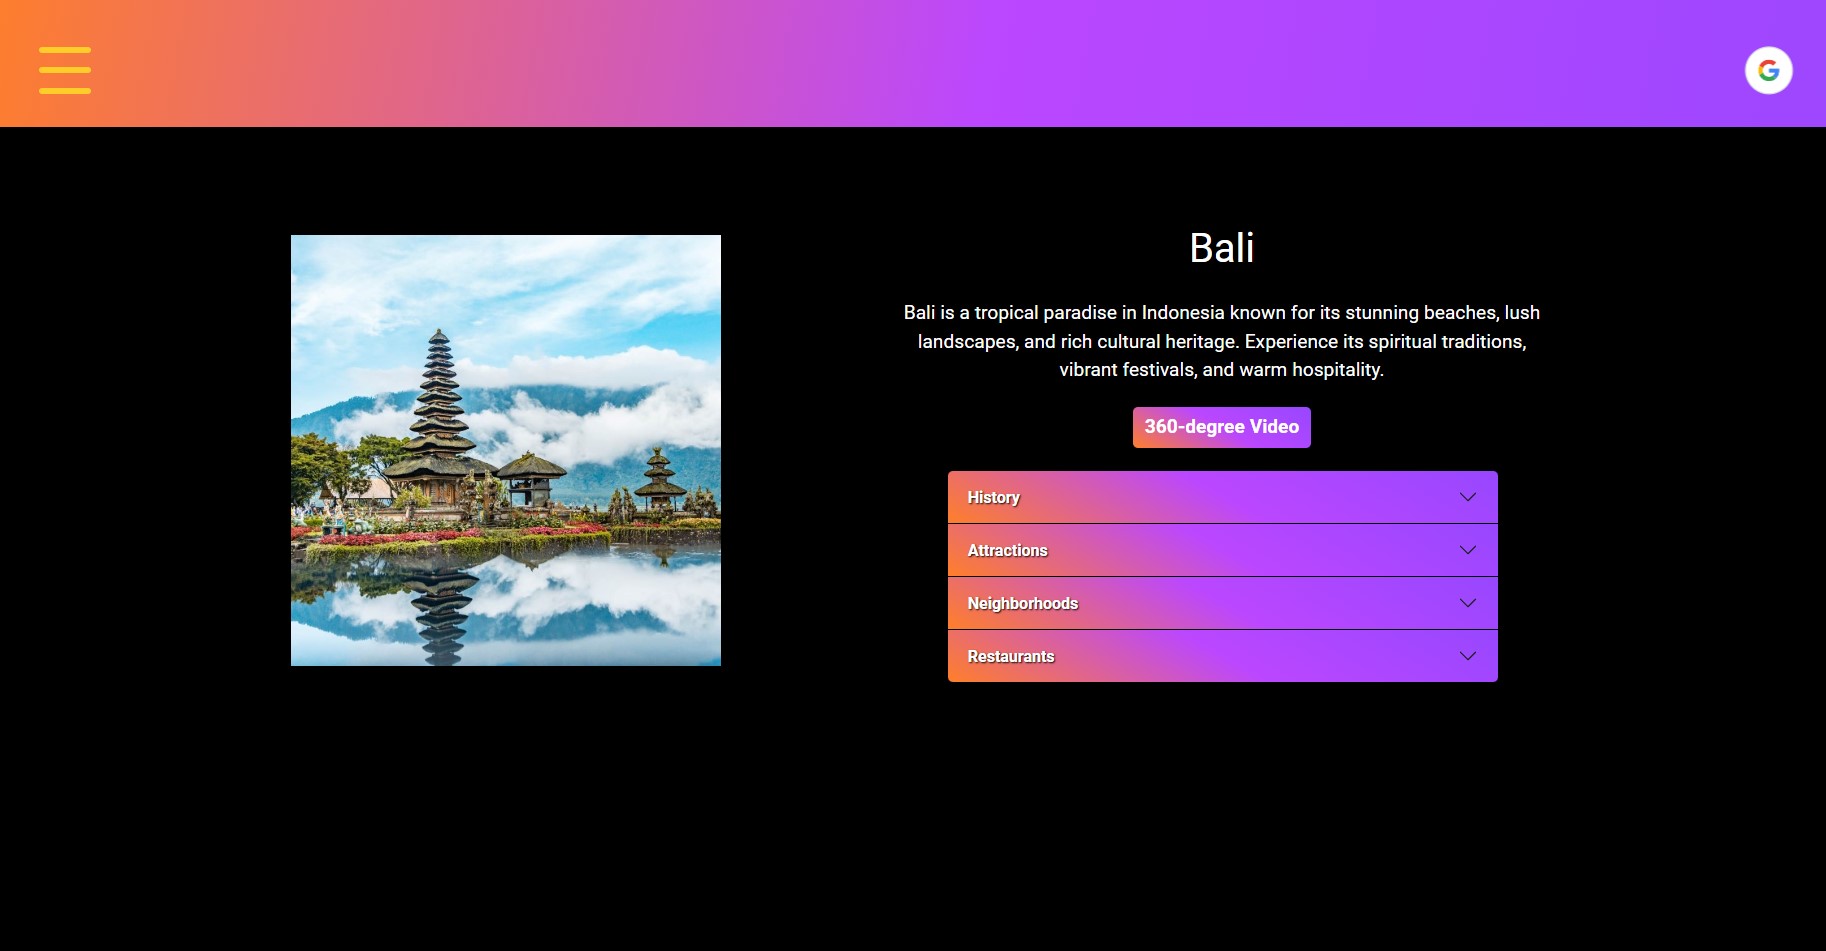 Bali
Bali is a tropical paradise in Indonesia known for its stunning beaches, lush
landscapes, and rich cultural heritage. Experience its spiritual traditions,
vibrant festivals, and warm hospitality.
360-degree Video
History
Attractions
Neighborhoods
Restaurants